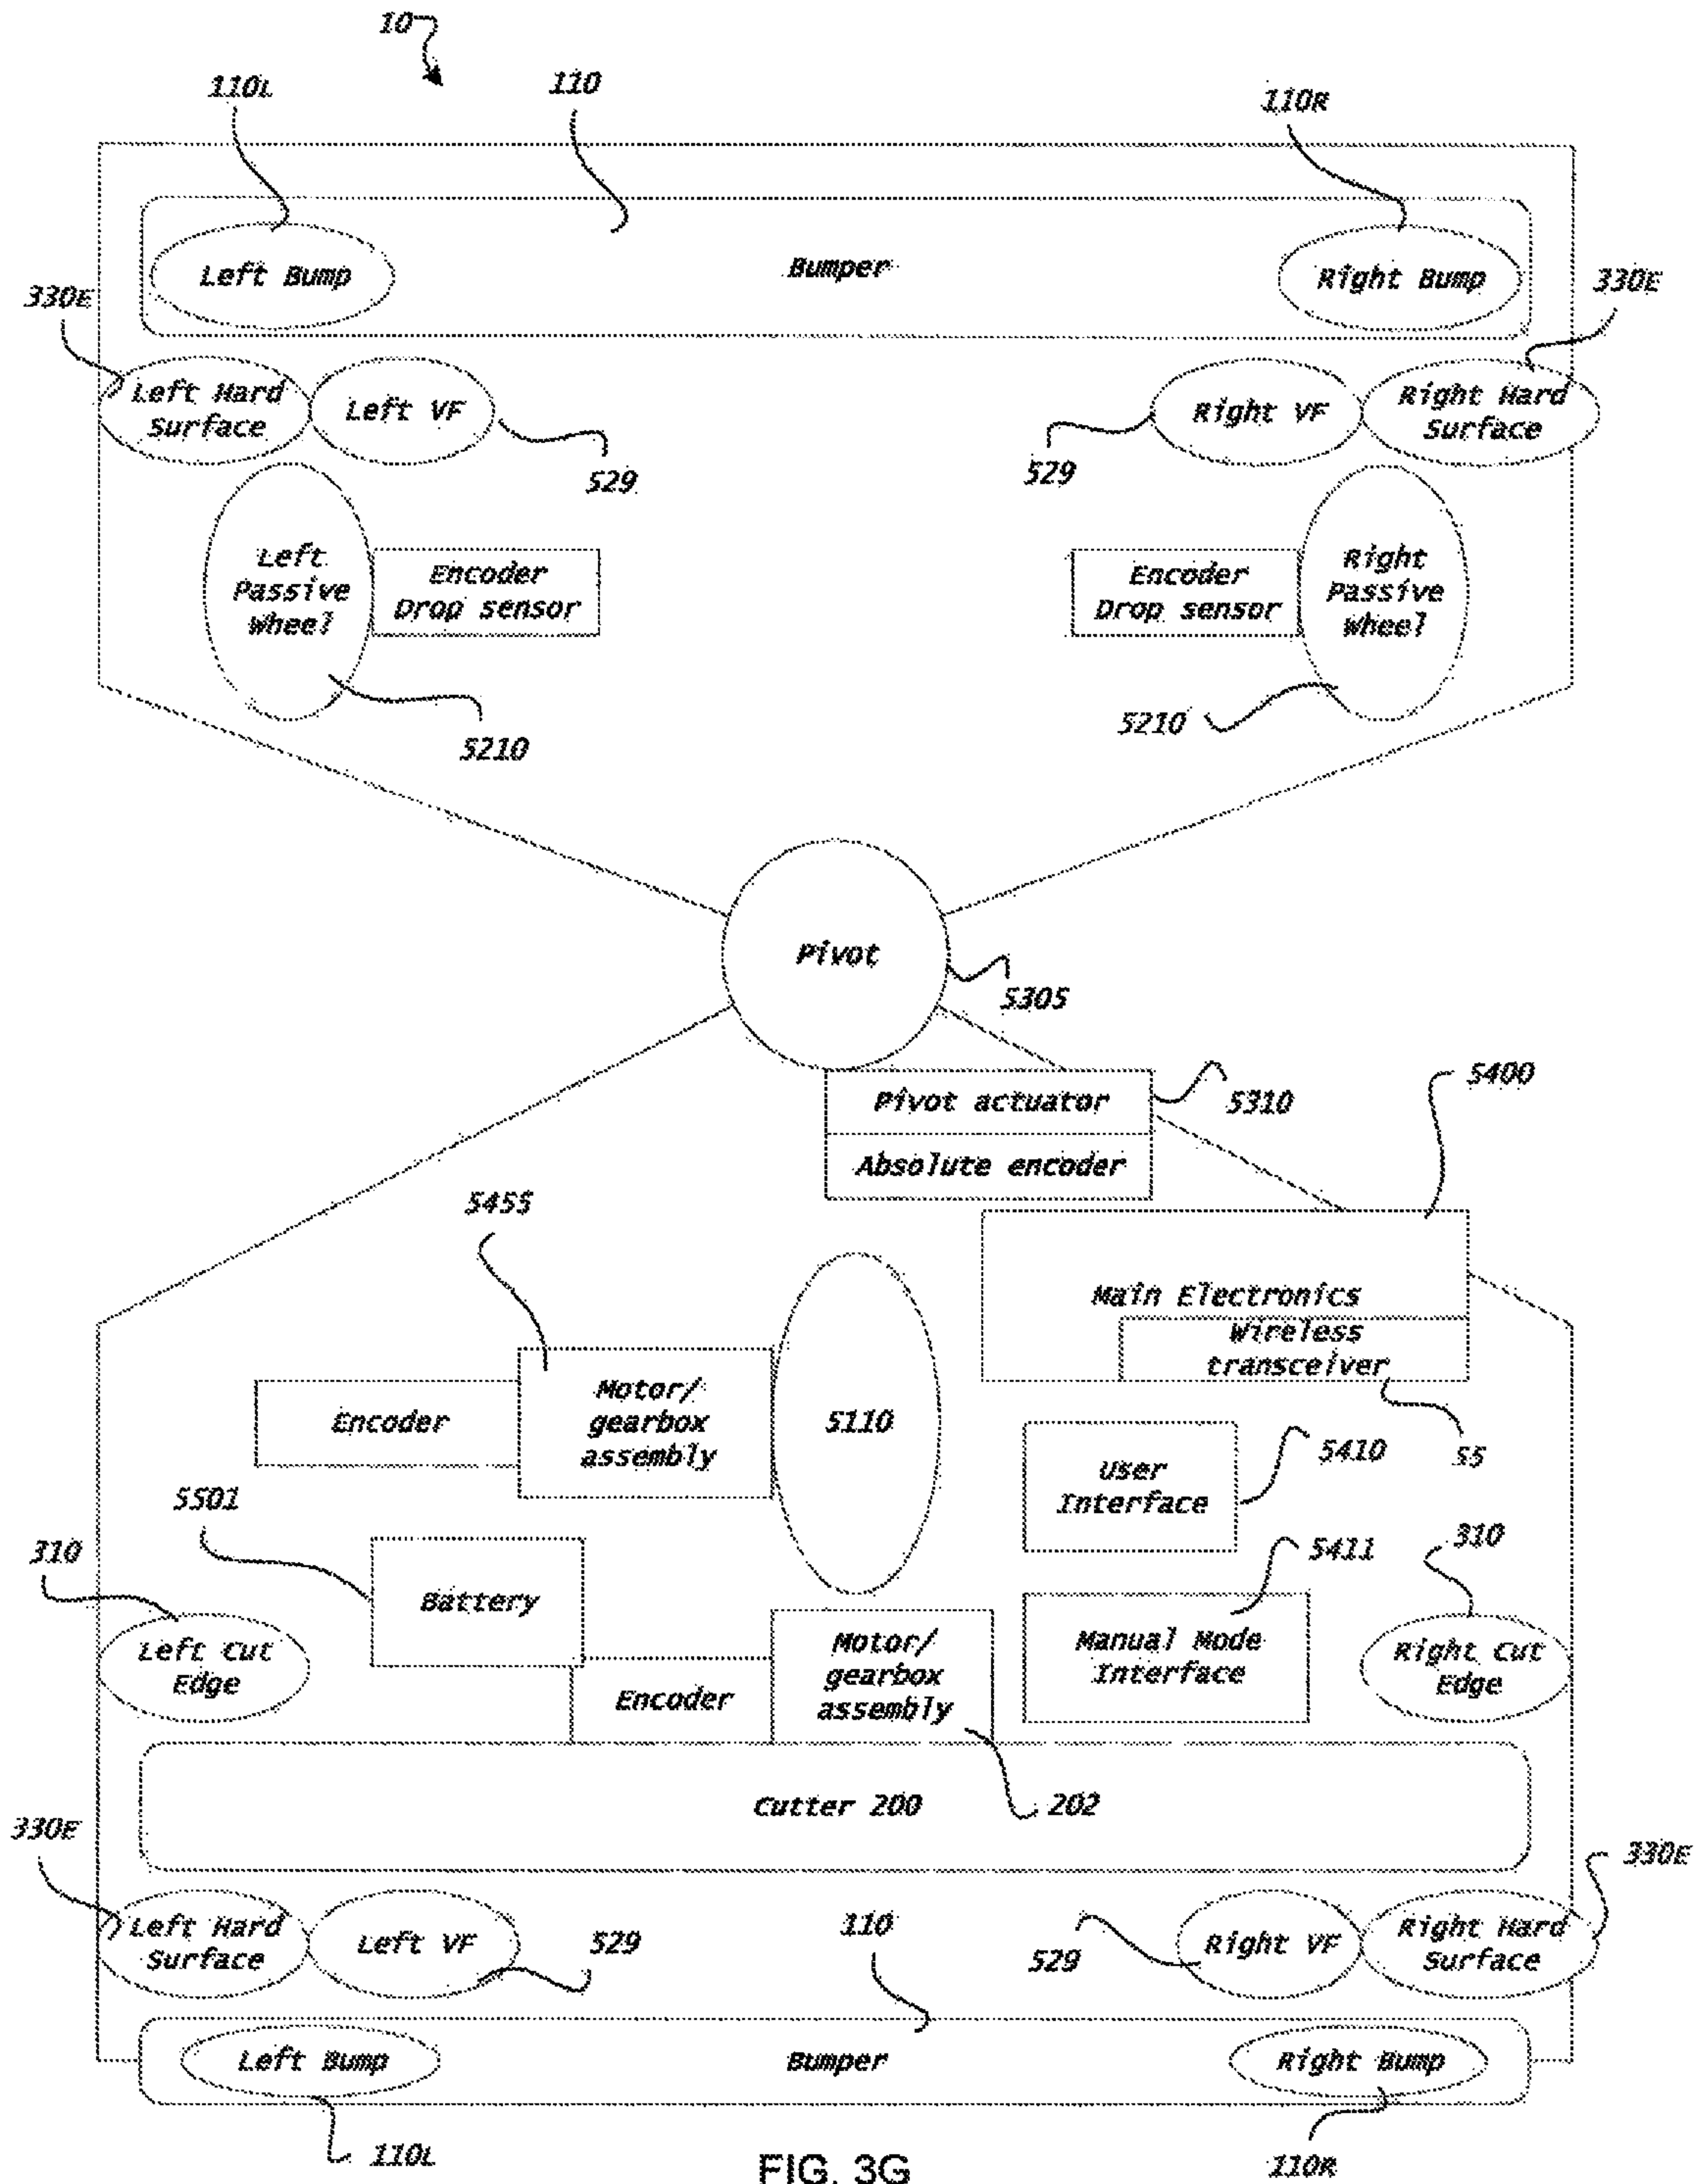 10
110L
110
110R
Left Bump
Bumper
Right Bump
330E
330E
Left Hard
Surface
Left VF
Right VF
Right Hard
Surface
529
529
Left
Passive
Wheel
Encoder
Drop sensor
Encoder
Drop sensor
Right
Passive
Wheel
5210
5210
Pivot
5305
Pivot actuator
5310
5400
Absolute encoder
5455
Main Electronics
Wireless
transceiver
Encoder
Motor/
gearbox
assembly
5110
55
User
Interface
5410
5501
310
Battery
5411
310
Left Cut
Edge
Encoder
Motor/
gearbox
assembly
Manual Mode
Interface
Right Cut
Edge
Cutter 200
202
330E
330E
Left Hard
Surface
Left VF
529
110
529
Right VF
Right Hard
Surface
Left Bump
Bumper
Right Bump
110L
110R
FIG. 3G